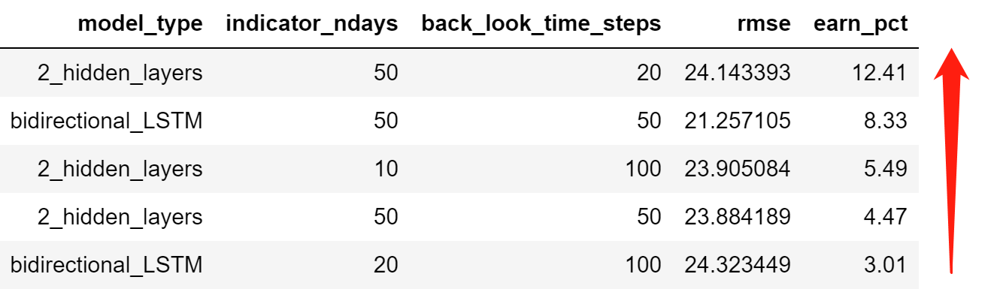 model_type indicator_ndays back_look_time_steps rmse earn_pct
2_hidden_layers 50 20 24.143393 12.41
bidirectional_LSTM 50 50 21.257105 8.33
2_hidden_layers 10 100 23.905084 5.49
2_hidden_layers 50 50 23.884189 4.47
bidirectional_LSTM 20 100 24.323449 3.01